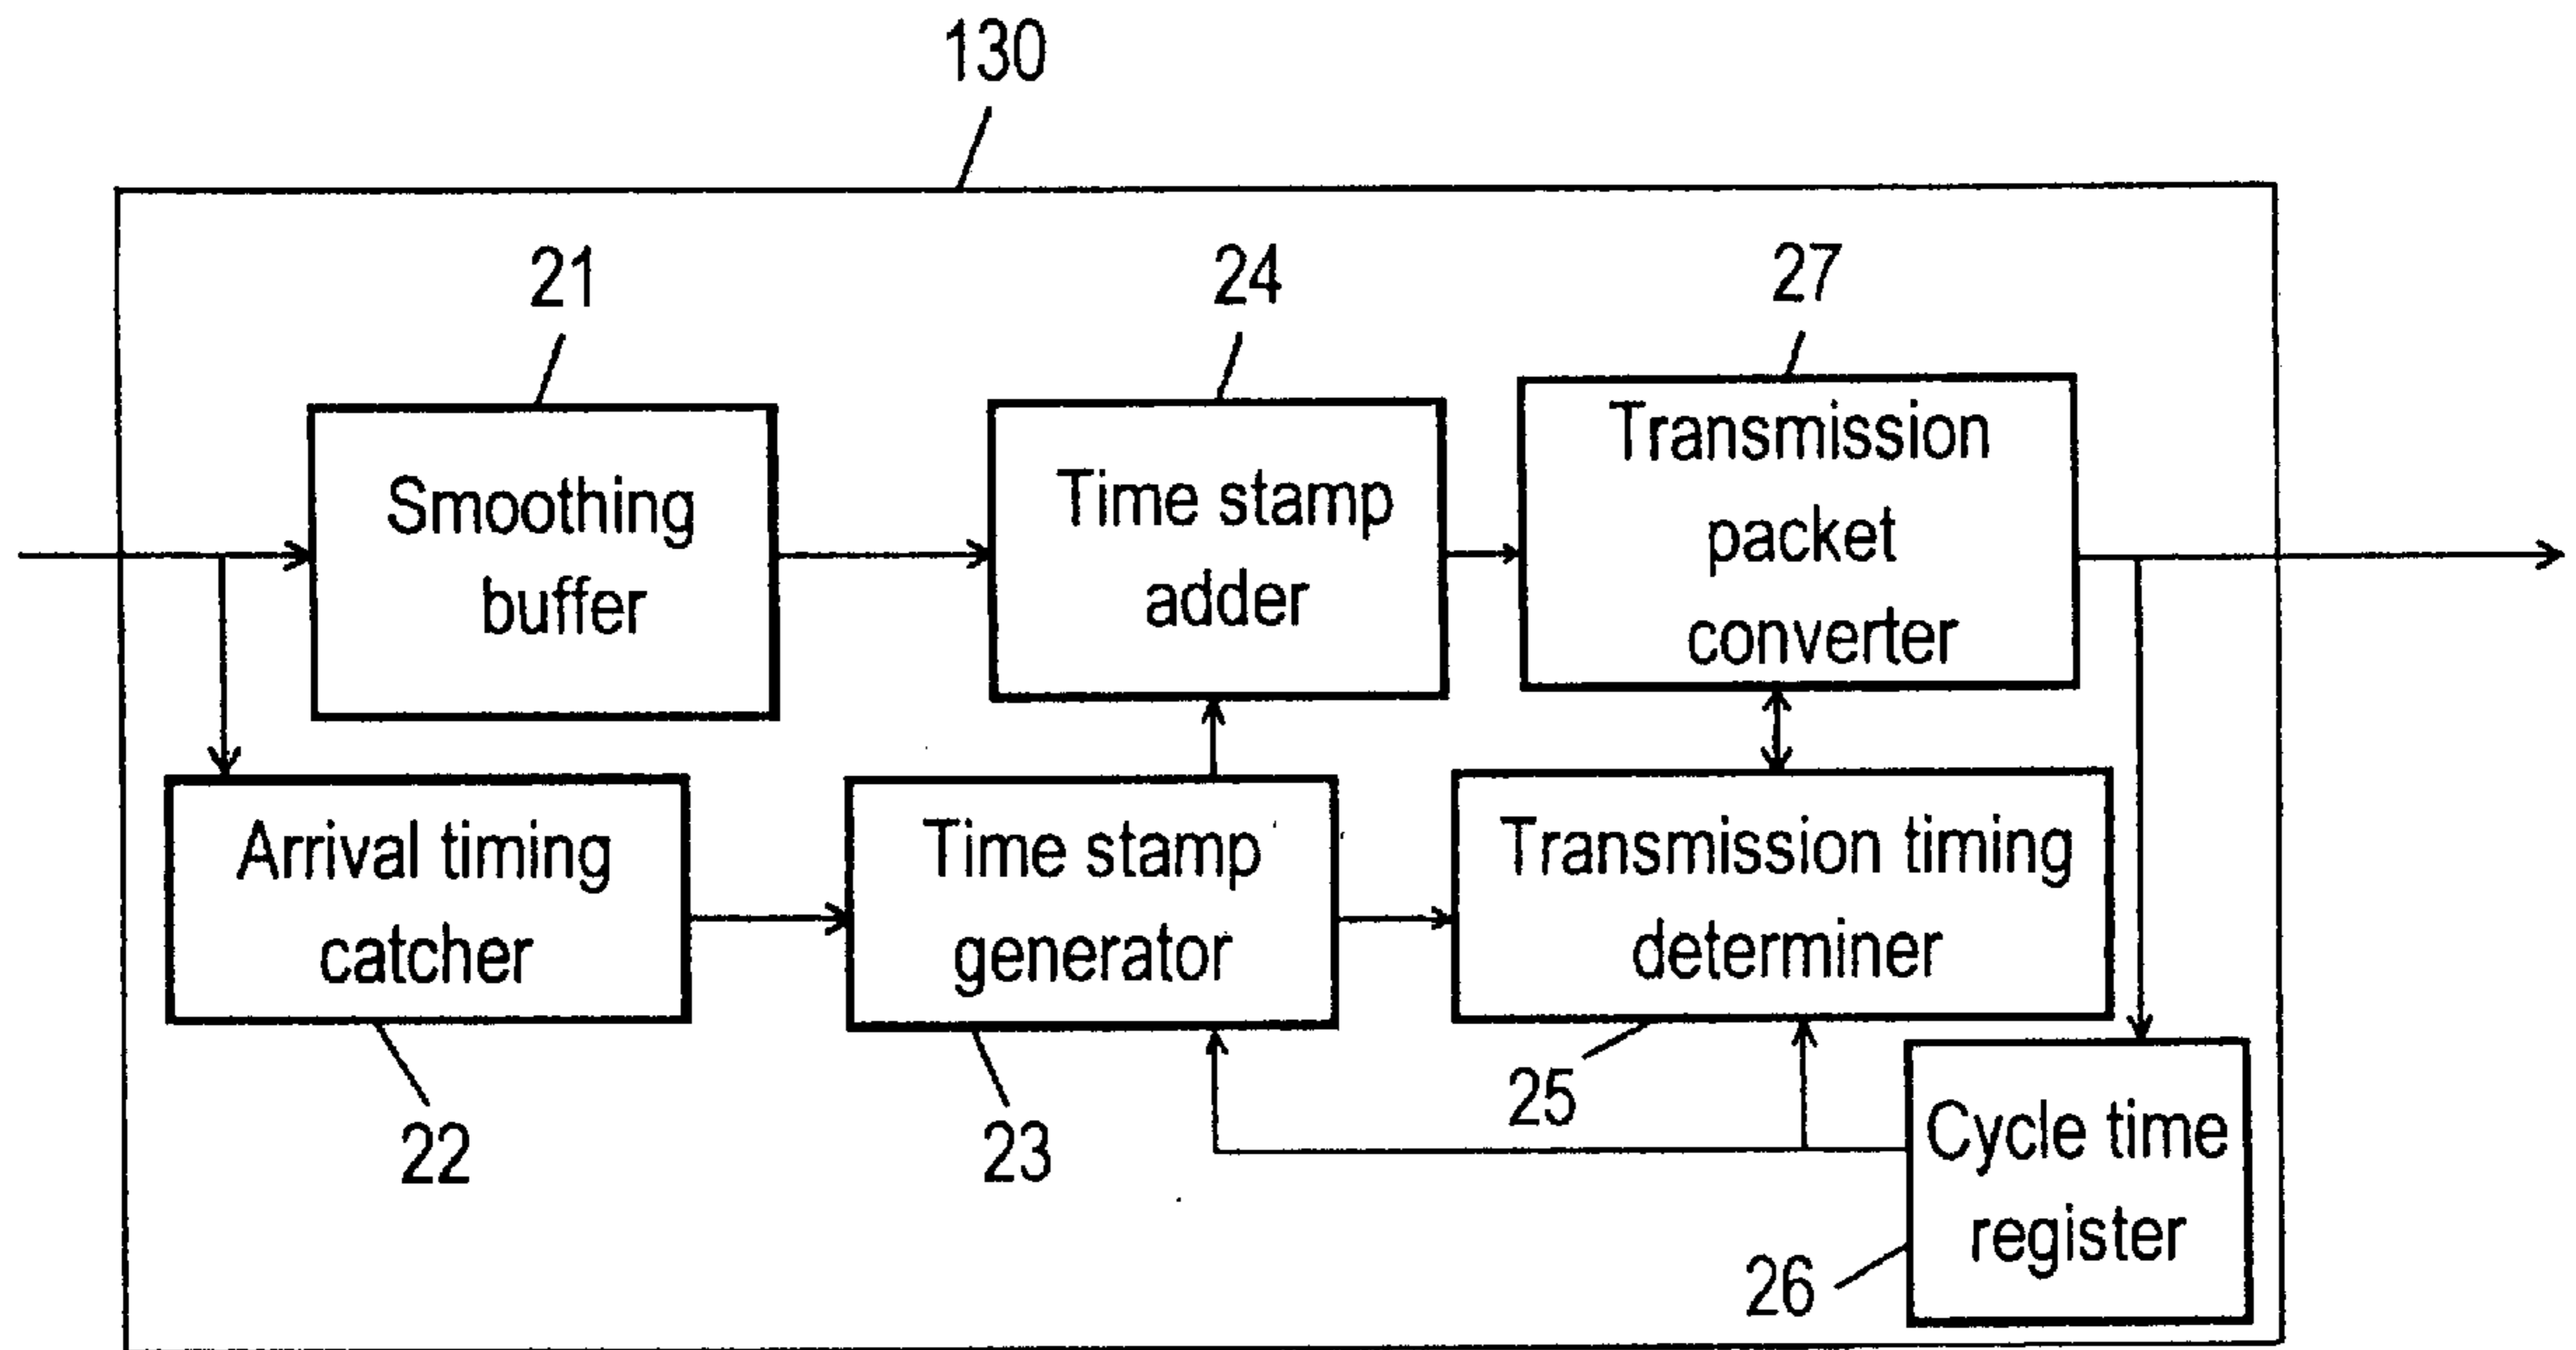 130
21
24
27
Smoothing
buffer
Time stamp
adder
Transmission
packet
converter
Arrival timing
catcher
Time stamp
generator
Transmission timing
determiner
22
23
25
Cycle time
register
26